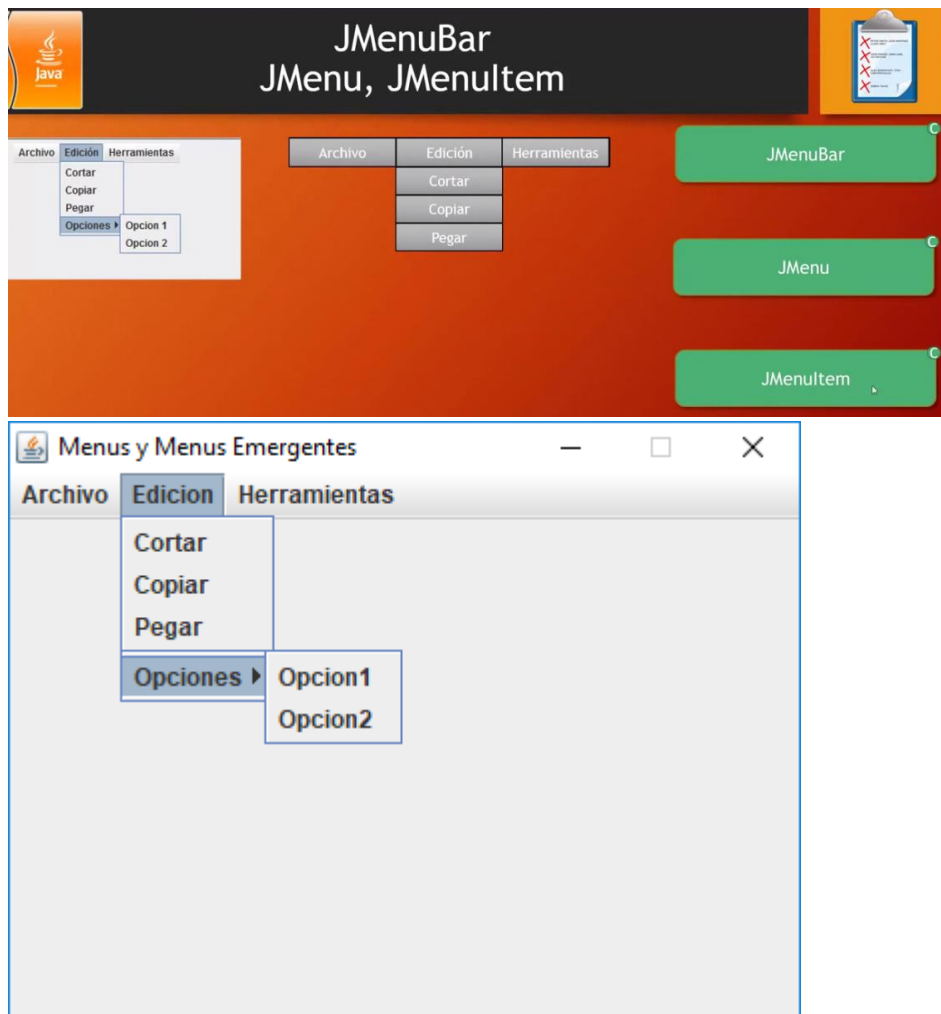 JMenuBar
JMenu, JMenuItem
Java
Archivo Edición Herramientas
Cortar
Copiar
Pegar
Opciones Opcion 1
Opcion 2
Archivo Edición Herramientas
Cortar
Copiar
Pegar
C
JMenuBar
C
JMenu
C
JMenuItem
Menus y Menus Emergentes
Archivo Edicion Herramientas
Cortar
Copiar
Pegar
Opciones Opcion1
Opcion2